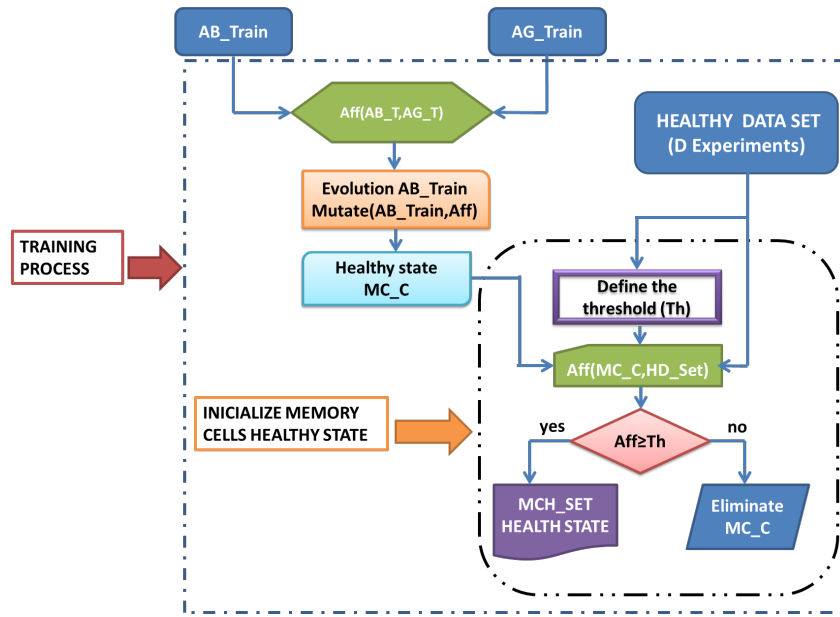 AB_Train
AG_Train
Aff(AB_T,AG_T)
HEALTHY DATA SET
(D Experiments)
Evolution AB_Train
Mutate(AB_Train,Aff)
TRAINING
PROCESS
Healthy state
MC_C
Define the
threshold (Th)
Aff(MC_C,HD_Set)
INICIALIZE MEMORY
CELLS HEALTHY STATE
yes
Aff≥Th
no
MCH_SET
HEALTH STATE
Eliminate
MC_C